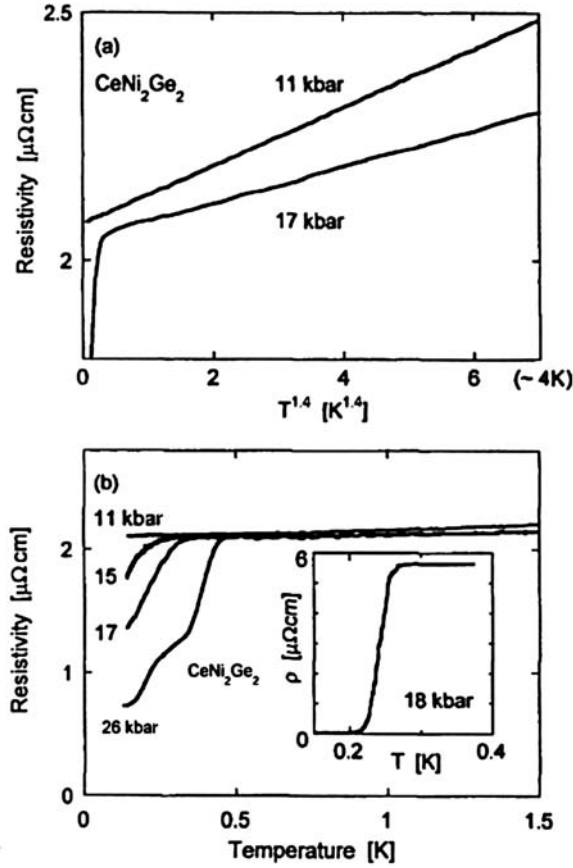 2.5
(a)
CeNi₂Ge₂
11 kbar
17 kbar
2
Resistivity [μΩcm]
0 2 4 6 (~ 4K)
T^1.4 [K^1.4]
(b)
11 kbar
2
15
17
1
CeNi₂Ge₂
26 kbar
0
Resistivity [μΩcm]
6
ρ [μΩcm]
18 kbar
0
0.2 0.4
T [K]
0 0.5 1 1.5
Temperature [K]